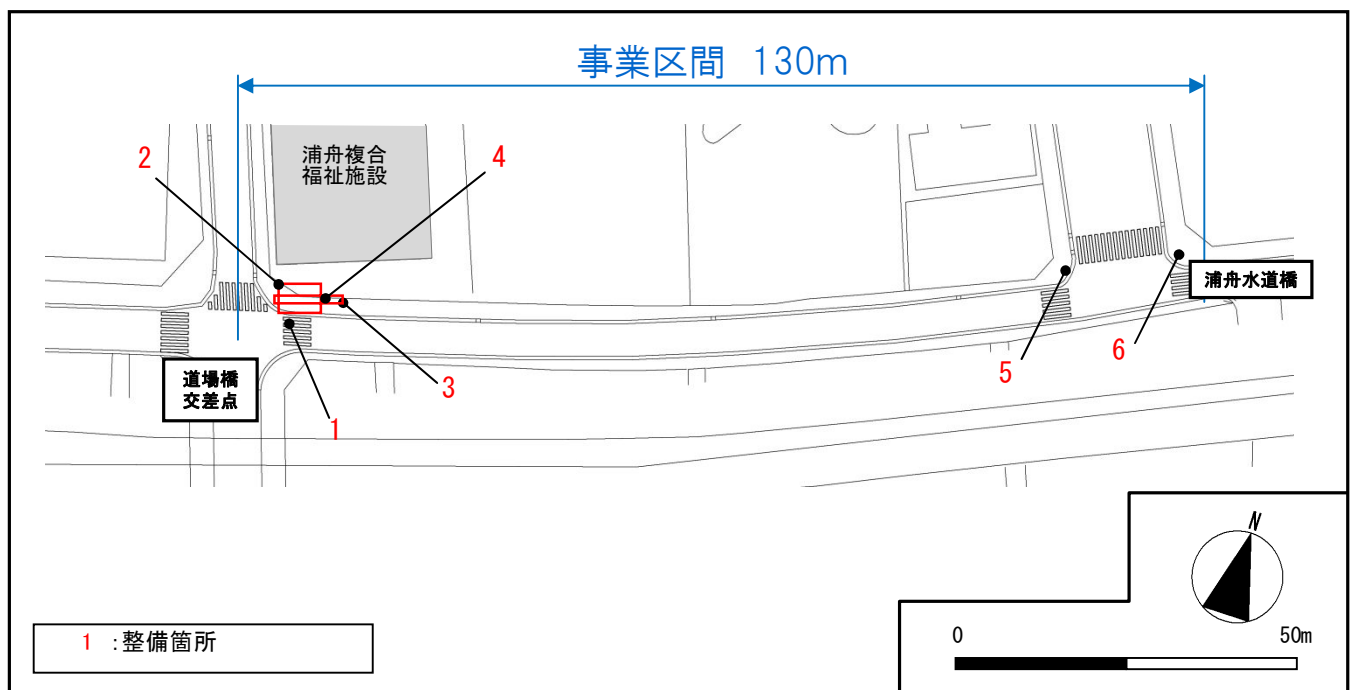 事業区間 130m
2
浦舟複合
福祉施設
4
6
浦舟水道橋
5
道場橋
交差点
3
1
N
1 :整備箇所
0
50m